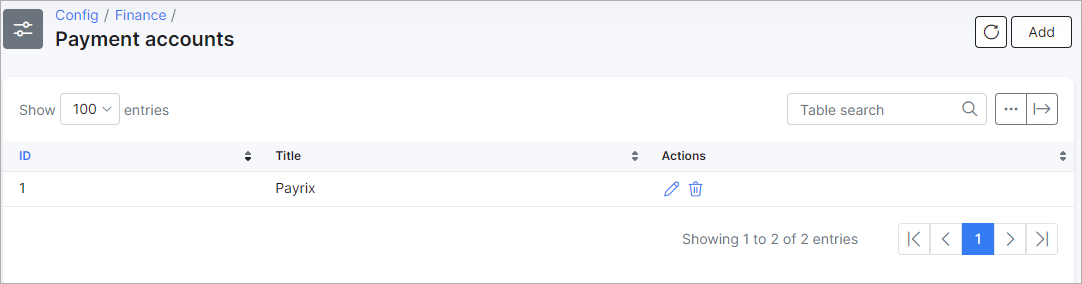 Config / Finance /
Payment accounts
Add
Show 100 entries
Table search
ID Title Actions
1 Payrix
Showing 1 to 2 of 2 entries
1